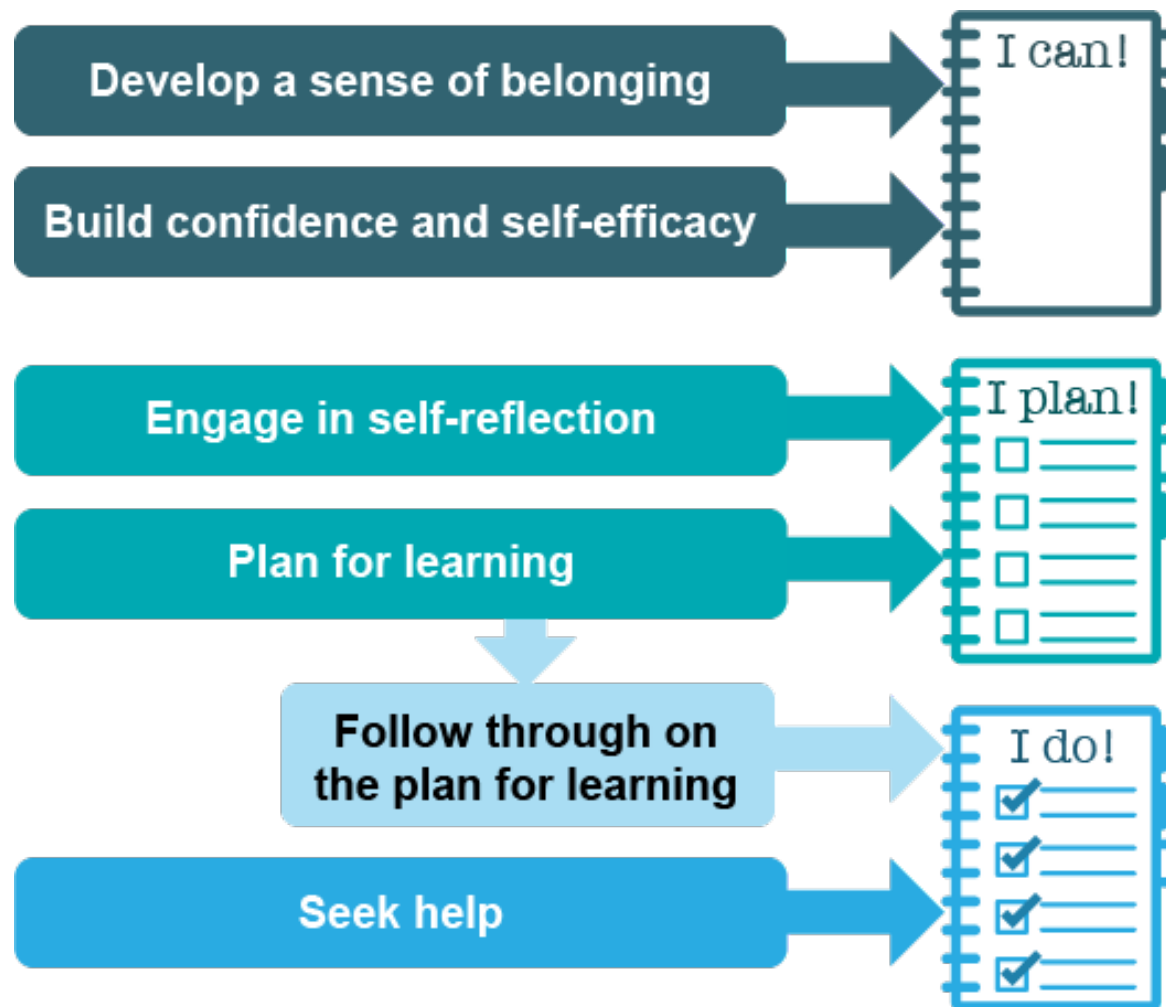 Develop a sense of belonging
I can!
Build confidence and self-efficacy
Engage in self-reflection
I plan!
Plan for learning
Follow through on
the plan for learning
I do!
Seek help